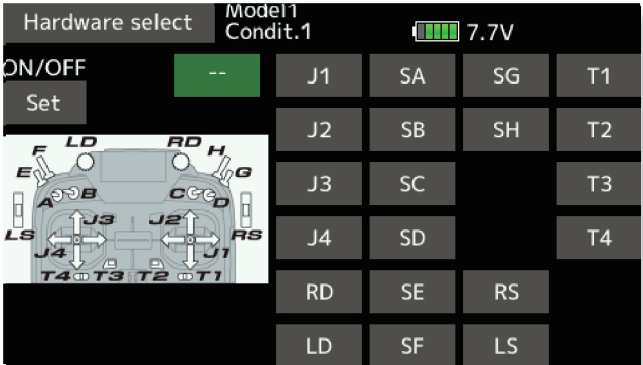 Hardware select
Model1
Condit.1
7.7V
ON/OFF
--
Set
J1 SA SG T1
J2 SB SH T2
J3 SC T3
J4 SD T4
RD SE RS
LD SF LS
LD RD
F H
E G
A B C D
J3 J2
LS RS
J4 J1
T4 T3 T2 T1